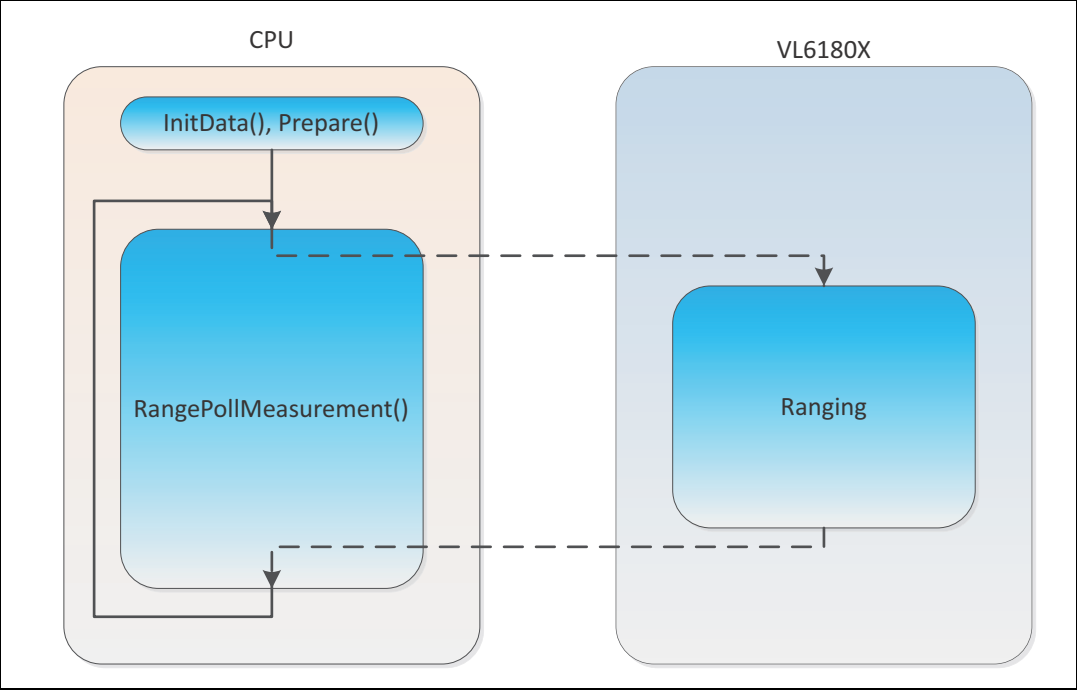 CPU
VL6180X
InitData(), Prepare()
RangePollMeasurement()
Ranging